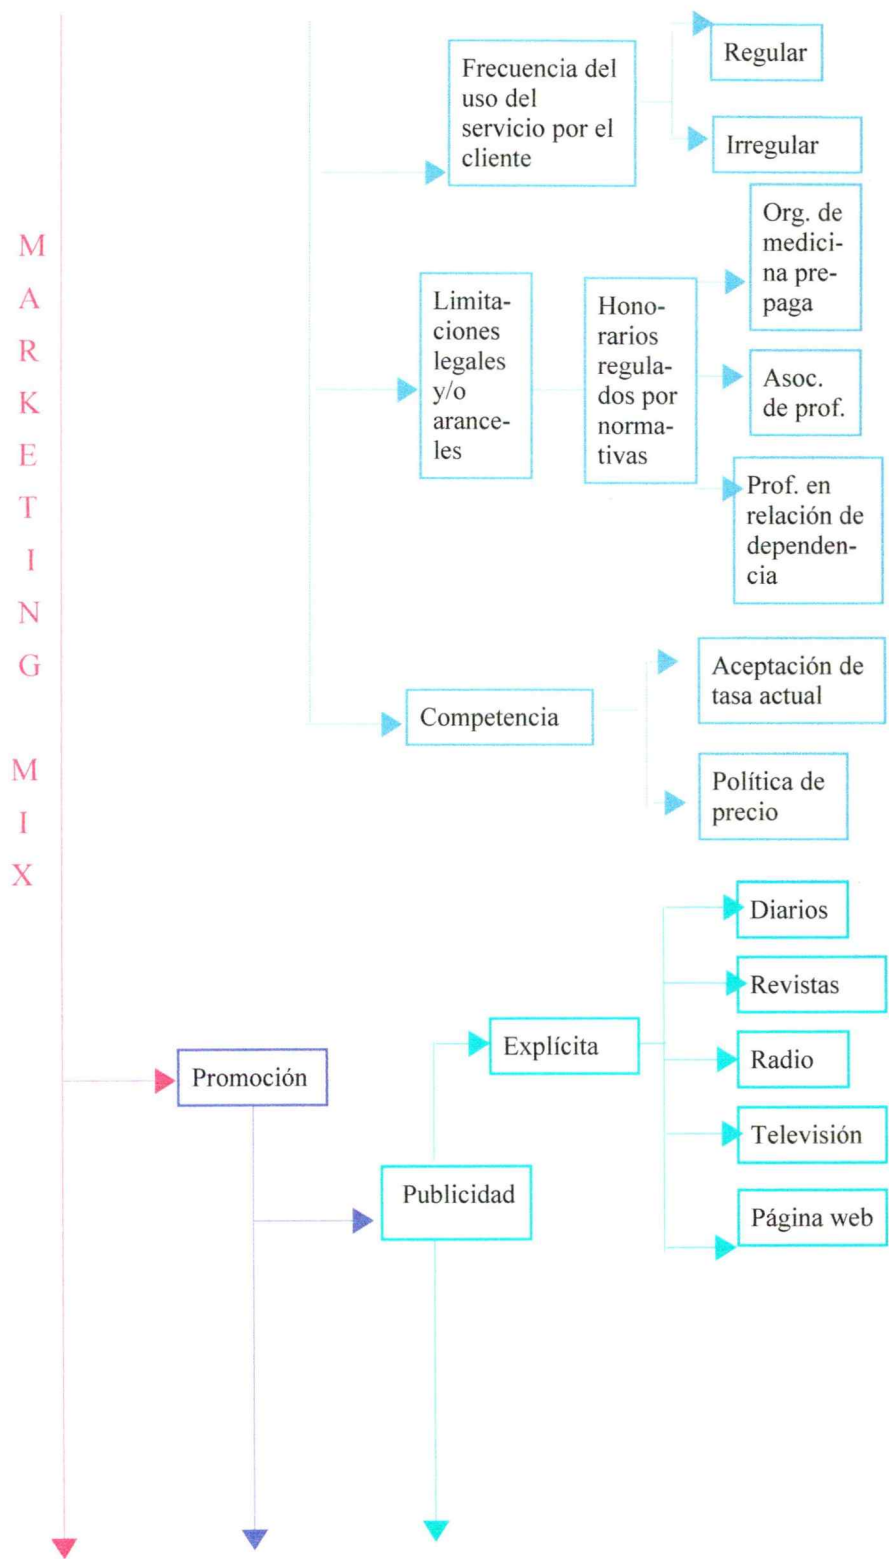 Frecuencia del
uso del
servicio por el
cliente
Regular
Irregular
Limita-
ciones
legales
y/o
arance-
les
Hono-
rarios
regula-
dos por
norma-
tivas
Org. de
medici-
na pre-
paga
Asoc.
de prof.
Prof. en
relación de
dependen-
cia
Competencia
Aceptación de
tasa actual
Política de
precio
M
A
R
K
E
T
I
N
G
M
I
X
Promoción
Publicidad
Explícita
Diarios
Revistas
Radio
Televisión
Página web